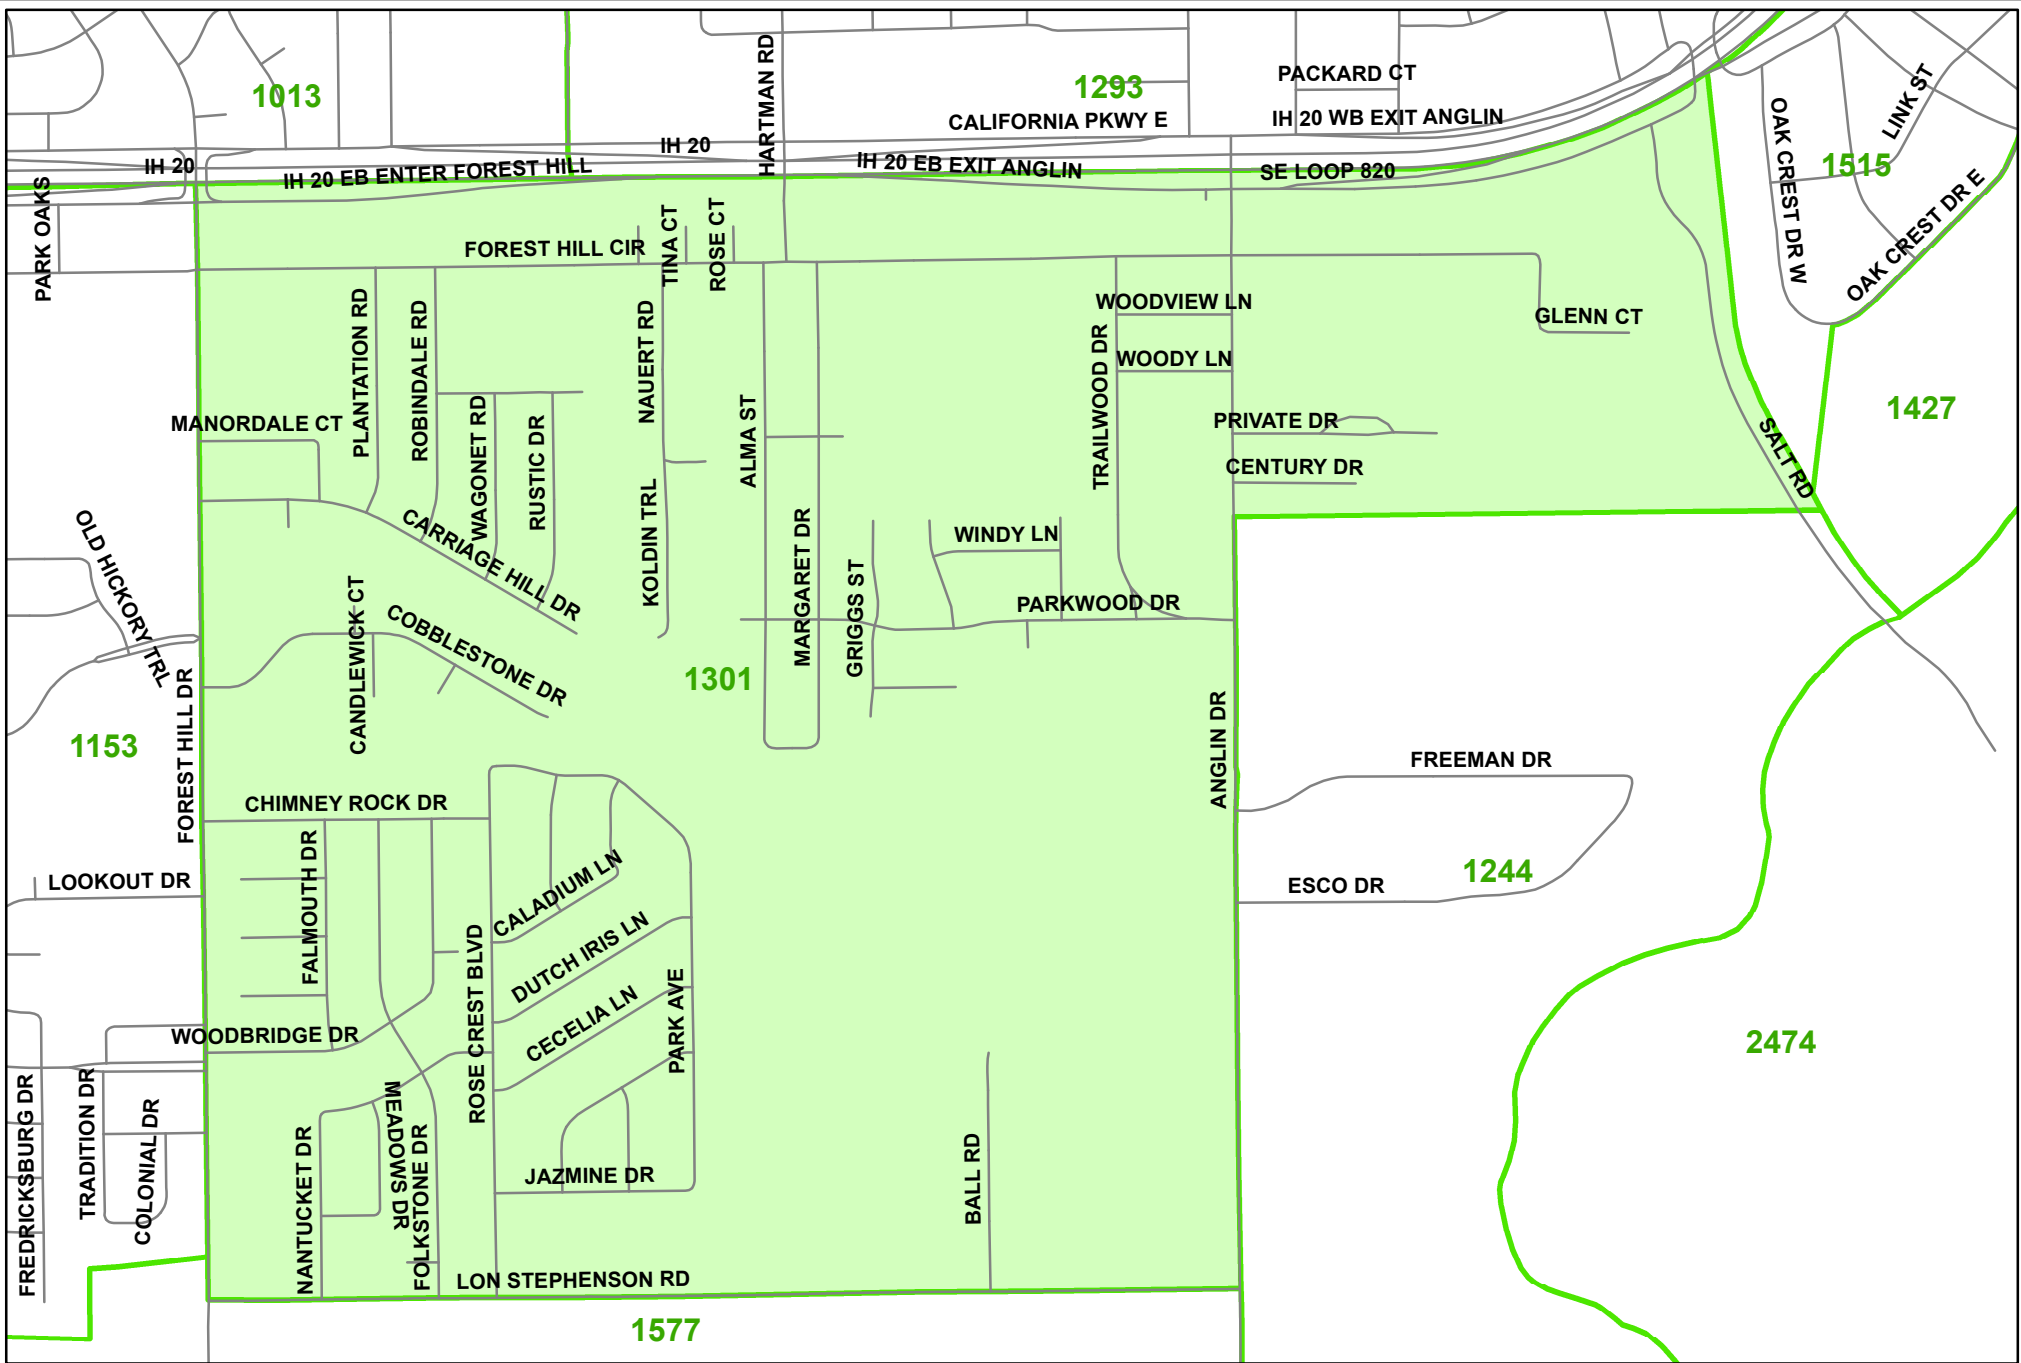 HARTMAN RD
PACKARD CT
LINK ST
1013
1293
CALIFORNIA PKWY E
IH 20 WB EXIT ANGLIN
OAK CREST DR W
IH 20
IH 20
IH 20 EB ENTER FOREST HILL
IH 20 EB EXIT ANGLIN
SE LOOP 820
1515
OAK CREST DR E
PARK OAKS
FOREST HILL CIR
TINA CT
ROSE CT
PLANTATION RD
ROBINDALE RD
NAUERT RD
WOODVIEW LN
GLENN CT
TRAILWOOD DR
WOODY LN
MANORDALE CT
WAGONET RD
RUSTIC DR
ALMA ST
PRIVATE DR
1427
CENTURY DR
SALT RD
OLD HICKORY TRL
CARRIAGE HILL DR
KOLDIN TRL
MARGARET DR
GRIGGS ST
WINDY LN
CANDLEWICK CT
COBBLESTONE DR
PARKWOOD DR
1301
FOREST HILL DR
1153
ANGLIN DR
FREEMAN DR
CHIMNEY ROCK DR
LOOKOUT DR
FALMOUTH DR
CALADIUM LN
ESCO DR
1244
ROSE CREST BLVD
DUTCH IRIS LN
CECELIA LN
PARK AVE
WOODBRIDGE DR
2474
FREDRICKSBURG DR
TRADITION DR
COLONIAL DR
NANTUCKET DR
MEADOWS DR
FOLKSTONE DR
JAZMINE DR
BALL RD
LON STEPHENSON RD
1577